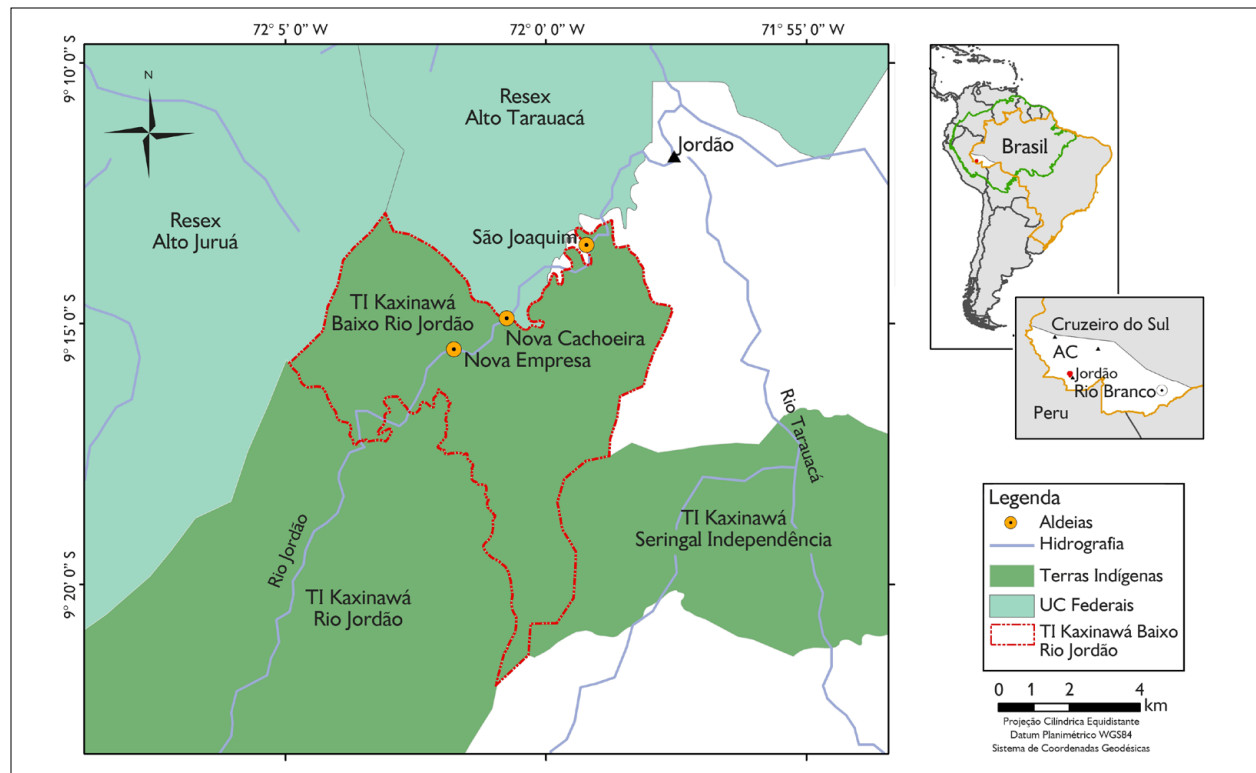 72° 5' 0" W
72° 0' 0" W
71° 55' 0" W
9° 10' 0" S
9° 15' 0" S
9° 20' 0" S
N
Resex
Alto Tarauacá
Jordão
Resex
Alto Juruá
São Joaquim
TI Kaxinawá
Baixo Rio Jordão
Nova Cachoeira
Nova Empresa
Rio Tarauacá
TI Kaxinawá
Seringal Independência
Rio Jordão
TI Kaxinawá
Rio Jordão
Brasil
Cruzeiro do Sul
AC
Jordão
Rio Branco
Peru
Legenda
Aldeias
Hidrografia
Terras Indígenas
UC Federais
TI Kaxinawá Baixo
Rio Jordão
0 1 2 4
km
Projeção Cilíndrica Equidistante
Datum Planimétrico WGS84
Sistema de Coordenadas Geodésicas